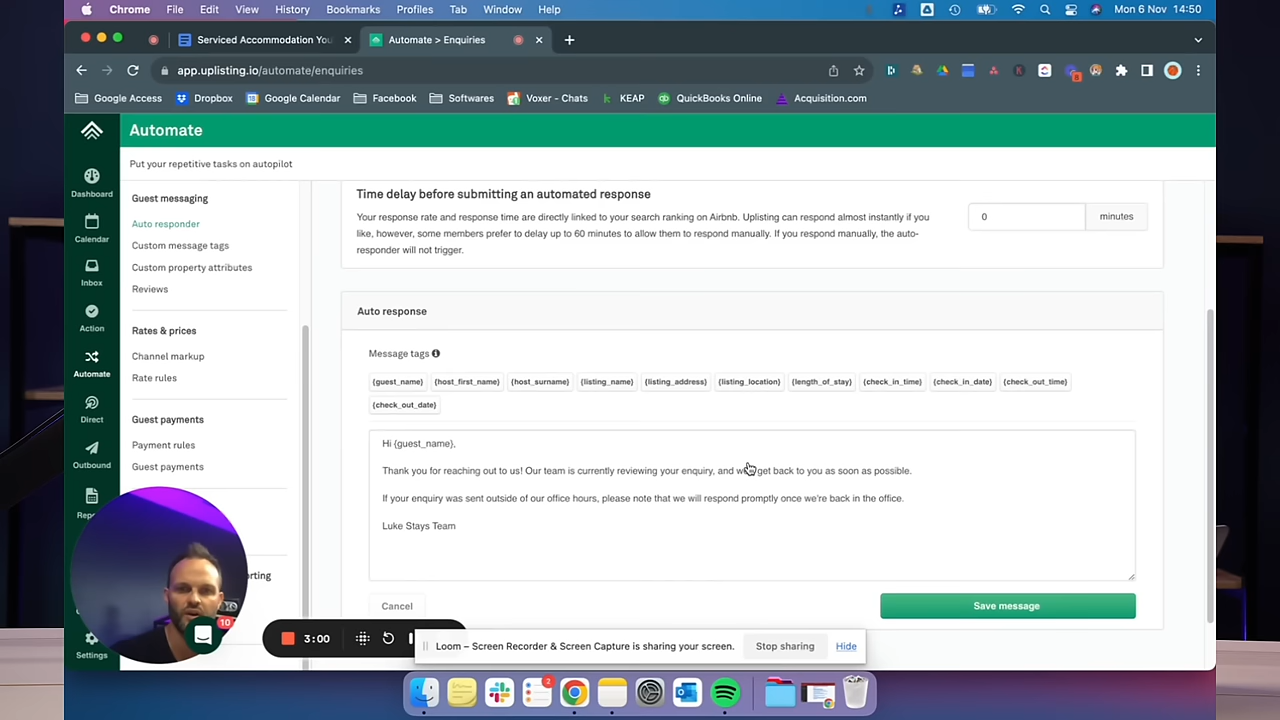 Chrome File Edit View History Bookmarks Profiles Tab Window Help
Mon 6 Nov 14:50
Serviced Accommodation You
Automate > Enquiries
app.uplisting.io/automate/enquiries
Google Access Dropbox Google Calendar Facebook Softwares Voxer - Chats KEAP QuickBooks Online Acquisition.com
Automate
Put your repetitive tasks on autopilot
Dashboard
Calendar
Inbox
Action
Automate
Direct
Outbound
Settings
Guest messaging
Auto responder
Custom message tags
Custom property attributes
Reviews
Rates & prices
Channel markup
Rate rules
Guest payments
Payment rules
Guest payments
Time delay before submitting an automated response
Your response rate and response time are directly linked to your search ranking on Airbnb. Uplisting can respond almost instantly if you
like, however, some members prefer to delay up to 60 minutes to allow them to respond manually. If you respond manually, the auto-
responder will not trigger.
0 minutes
Auto response
Message tags
{guest_name} {host_first_name} {host_surname} {listing_name} {listing_address} {listing_location} {length_of_stay} {check_in_time} {check_in_date} {check_out_time}
{check_out_date}
Hi {guest_name},
Thank you for reaching out to us! Our team is currently reviewing your enquiry, and get back to you as soon as possible.
If your enquiry was sent outside of our office hours, please note that we will respond promptly once we're back in the office.
Luke Stays Team
Cancel
Save message
10
3:00
Loom – Screen Recorder & Screen Capture is sharing your screen.
Stop sharing
Hide
2